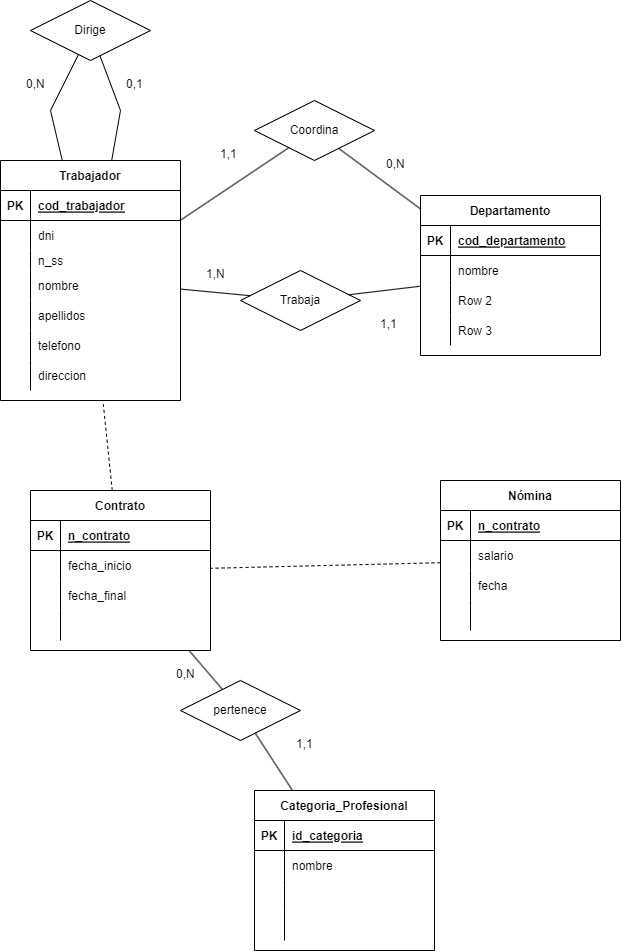 Dirige
0,N
0,1
Trabajador
PK cod_trabajador
dni
n_ss
nombre
apellidos
telefono
direccion
Coordina
1,1
0,N
Departamento
PK cod_departamento
nombre
Row 2
Row 3
1,N
Trabaja
1,1
Contrato
PK n_contrato
fecha_inicio
fecha_final
Nómina
PK n_contrato
salario
fecha
0,N
pertenece
1,1
Categoria_Profesional
PK id_categoria
nombre